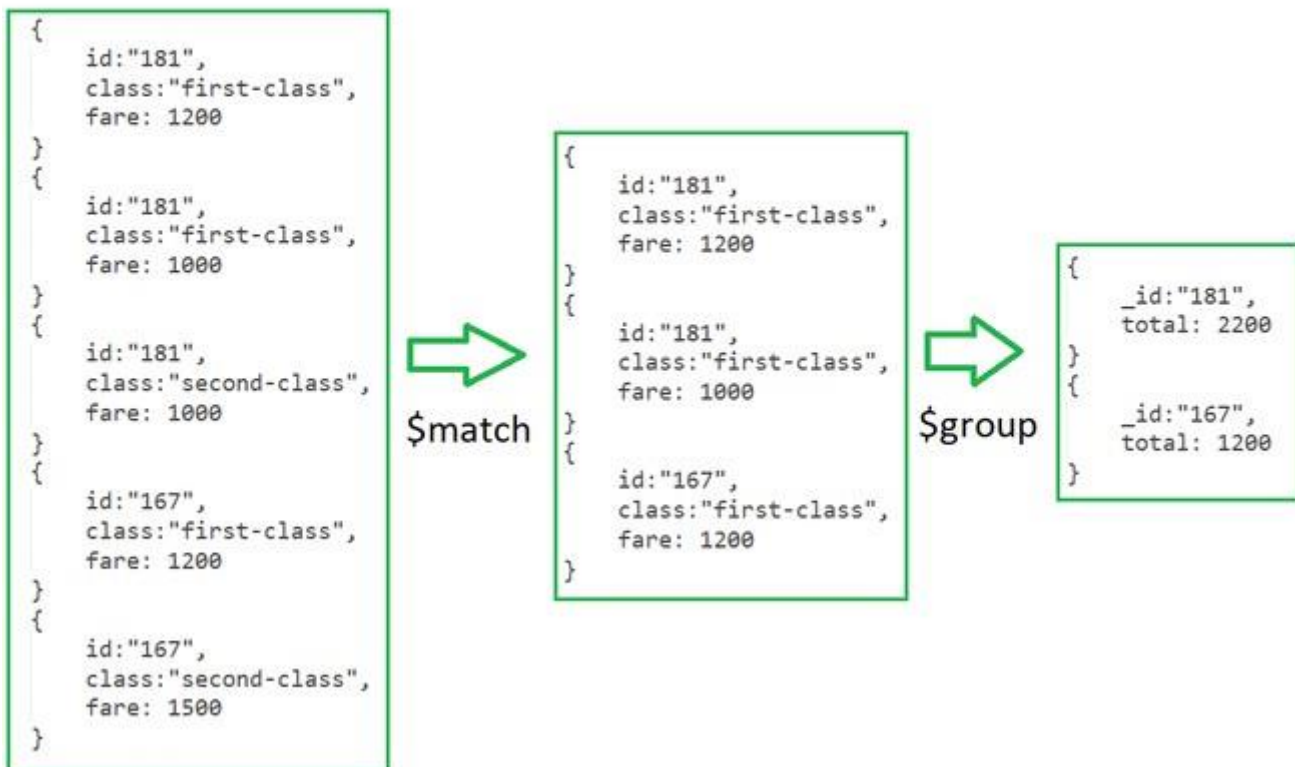 {
id:"181",
class:"first-class",
fare: 1200
}
{
id:"181",
class:"first-class",
fare: 1000
}
{
id:"181",
class:"second-class",
fare: 1000
}
{
id:"167",
class:"first-class",
fare: 1200
}
{
id:"167",
class:"second-class",
fare: 1500
}
$match
{
id:"181",
class:"first-class",
fare: 1200
}
{
id:"181",
class:"first-class",
fare: 1000
}
{
id:"167",
class:"first-class",
fare: 1200
}
$group
{
_id:"181",
total: 2200
}
{
_id:"167",
total: 1200
}